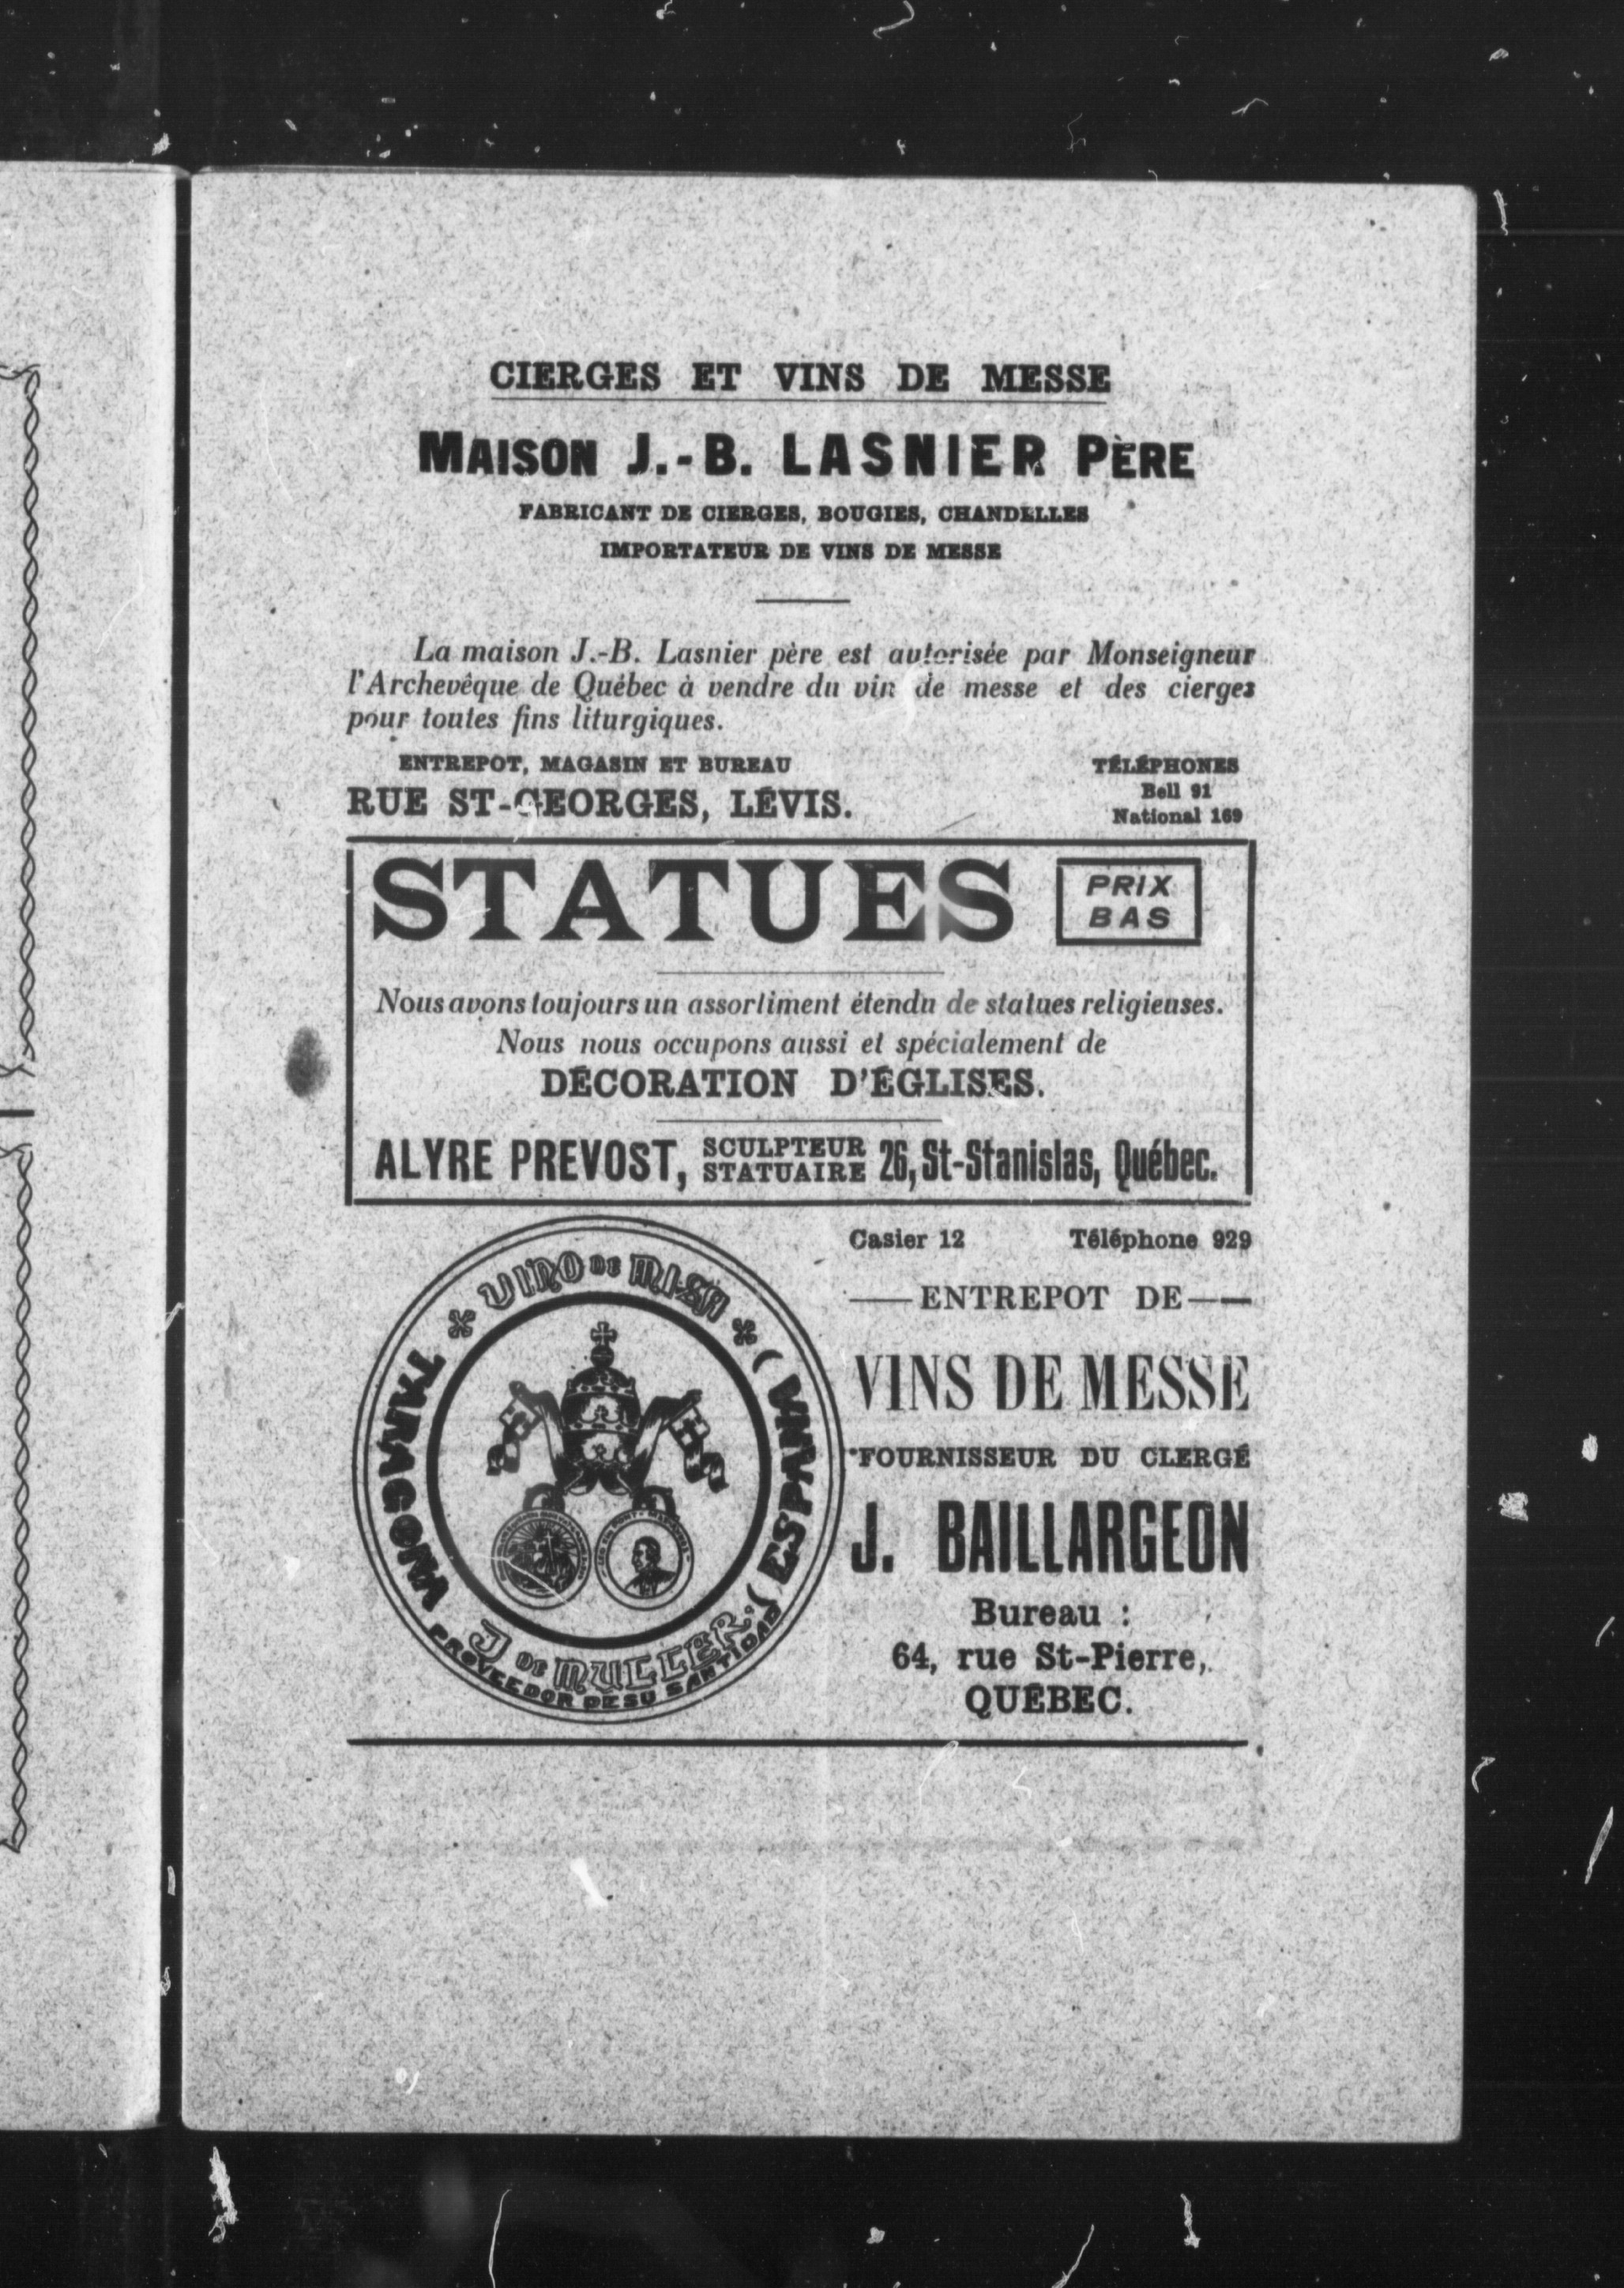 CIERGES ET VINS DE MESSE
MAISON J.-B. LASNIER PÈRE
FABRICANT DE CIERGES, BOUGIES, CHANDELLES
IMPORTATEUR DE VINS DE MESSE
La maison J.-B. Lasnier père est autorisée par Monseigneur
l'Archevêque de Québec à vendre du vin de messe et des cierges
pour toutes fins liturgiques.
ENTREPOT, MAGASIN ET BUREAU
RUE ST-GEORGES, LÉVIS.
TÉLÉPHONES
Bell 91
National 169
STATUES
PRIX
BAS
Nous avons toujours un assortiment étendu de statues religieuses.
Nous nous occupons aussi et spécialement de
DÉCORATION D'ÉGLISES.
ALYRE PREVOST, SCULPTEUR STATUAIRE 26, St-Stanislas, Québec.
VINO DE MISA
TARAGONA
(ESPAÑA)
J DE MULLER
PROVEEDOR DE SU SANTIDAD
Casier 12 Téléphone 929
ENTREPOT DE
VINS DE MESSE
FOURNISSEUR DU CLERGÉ
J. BAILLARGEON
Bureau :
64, rue St-Pierre,
QUÉBEC.